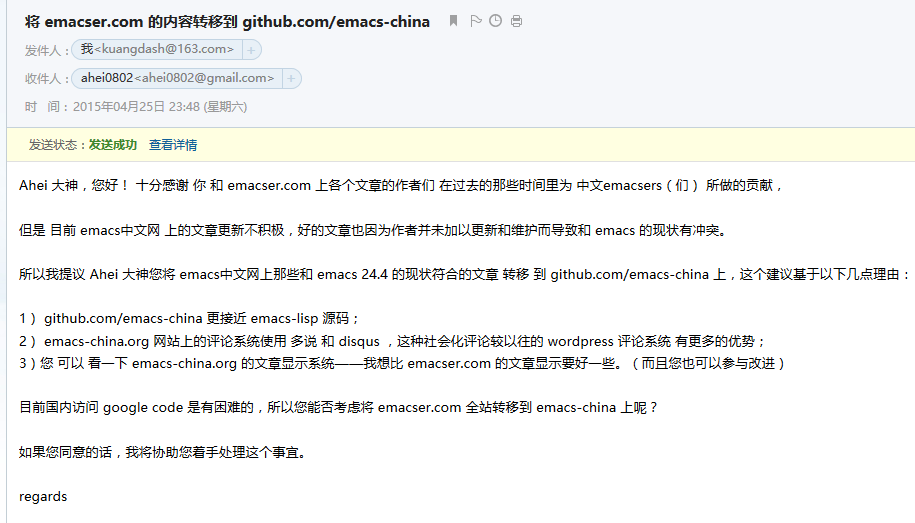 将 emacser.com 的内容转移到 github.com/emacs-china
发件人：我<kuangdash@163.com> +
收件人：ahei0802<ahei0802@gmail.com> +
时 间：2015年04月25日 23:48 (星期六)
发送状态：发送成功 查看详情
Ahei 大神，您好！ 十分感谢 你 和 emacser.com 上各个文章的作者们 在过去的那些时间里为 中文emacsers（们） 所做的贡献，
但是 目前 emacs中文网 上的文章更新不积极，好的文章也因为作者并未加以更新和维护而导致和 emacs 的现状有冲突。
所以我提议 Ahei 大神您将 emacs中文网上那些和 emacs 24.4 的现状符合的文章 转移 到 github.com/emacs-china 上，这个建议基于以下几点理由：
1） github.com/emacs-china 更接近 emacs-lisp 源码；
2） emacs-china.org 网站上的评论系统使用 多说 和 disqus ，这种社会化评论较以往的 wordpress 评论系统 有更多的优势；
3）您 可以 看一下 emacs-china.org 的文章显示系统——我想比 emacser.com 的文章显示要好一些。（而且您也可以参与改进）
目前国内访问 google code 是有困难的，所以您能否考虑将 emacser.com 全站转移到 emacs-china 上呢？
如果您同意的话，我将协助您着手处理这个事宜。
regards